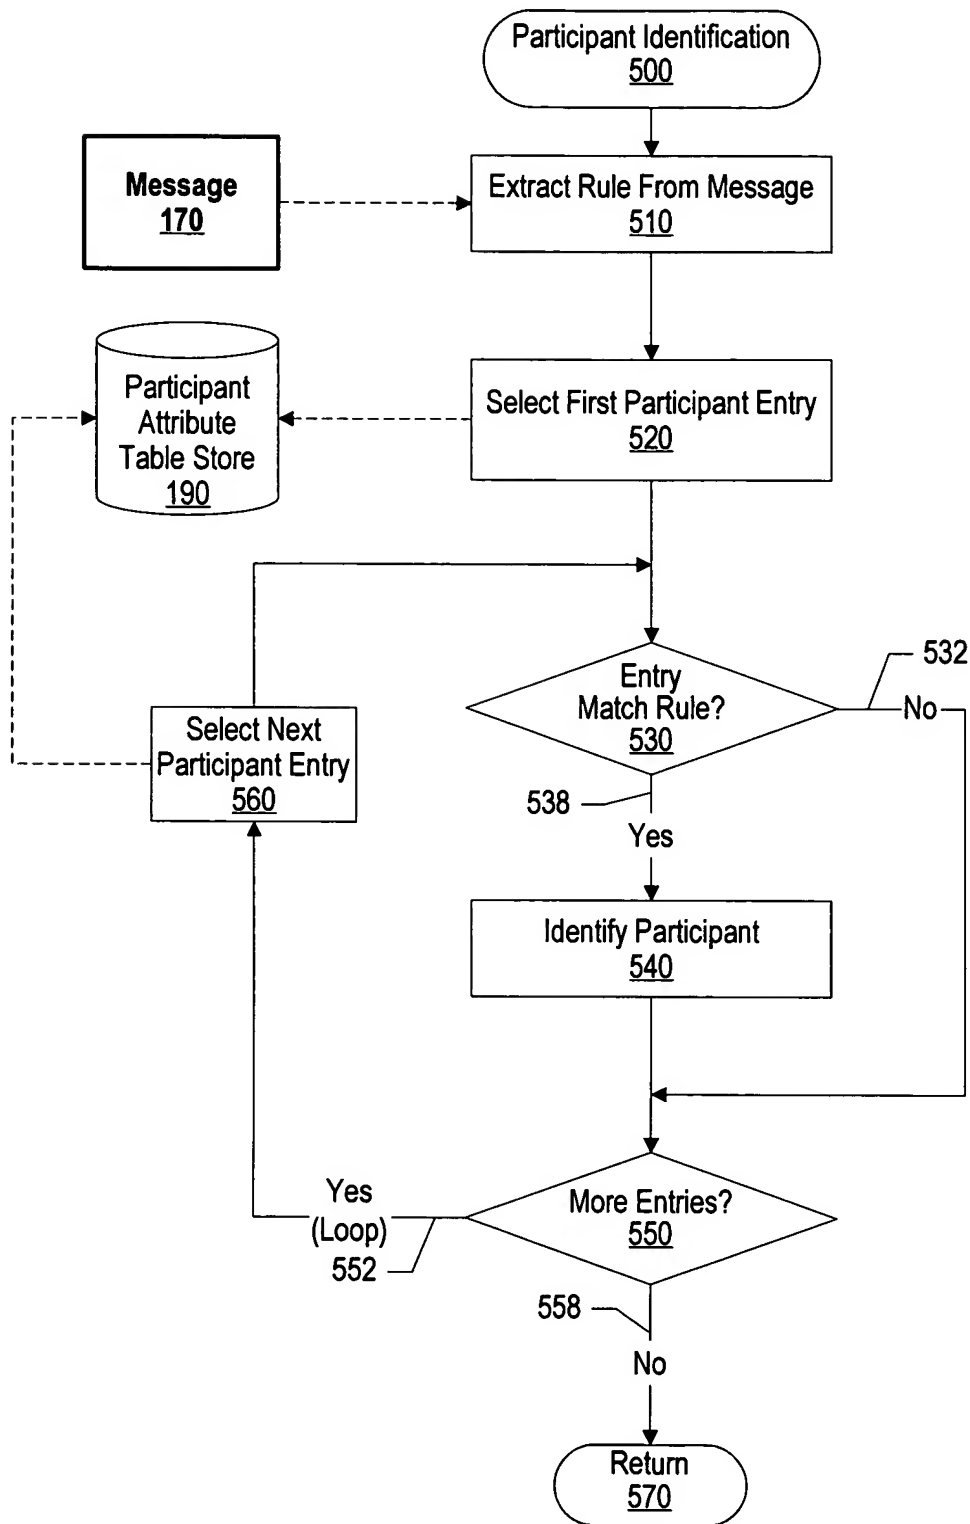 Participant Identification
500
Message
170
Extract Rule From Message
510
Participant
Attribute
Table Store
190
Select First Participant Entry
520
532
Entry
Match Rule?
530
No
Select Next
Participant Entry
560
538
Yes
Identify Participant
540
Yes
(Loop)
552
More Entries?
550
558
No
Return
570